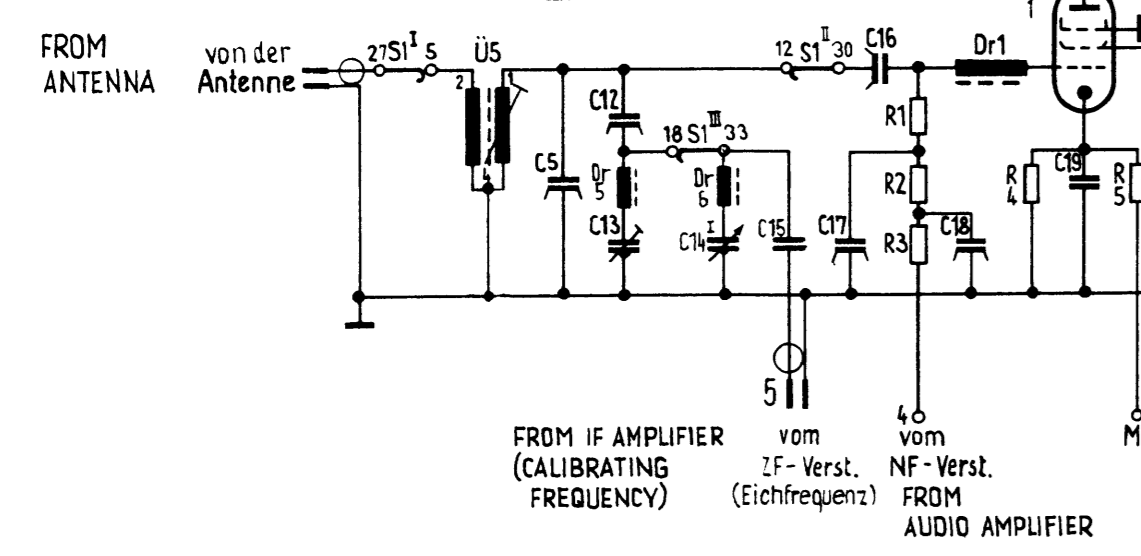 FROM
ANTENNA
von der
Antenne
27 S1 I 5
Ü5
2
1
C5
C12
18 S1 III 33
Dr
5
C13
Dr
6
C14 I
C15
12 S1 II 30
C16
Dr1
1
R1
R2
R3
C17
C18
R
4
C19
R
5
5
4
M
FROM IF AMPLIFIER
(CALIBRATING
FREQUENCY)
vom
ZF-Verst.
(Eichfrequenz)
vom
NF-Verst.
FROM
AUDIO AMPLIFIER